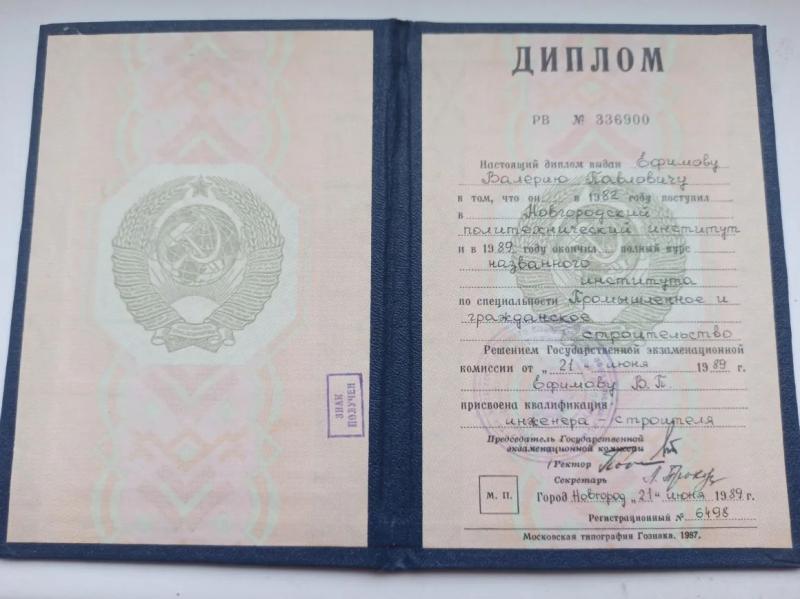 ЗНАК
ПОЛУЧЕН
ДИПЛОМ
РВ № 336900
Настоящий диплом выдан Ефимову
Валерию Павловичу
в том, что он в 1982 году поступил
в Новгородский
политехнический институт
и в 1989 году окончил полный курс
названного
института
по специальности Промышленное и
гражданское
строительство
Решением Государственной экзаменационной
комиссии от „21“ июня 1989 г.
Ефимову В. П.
присвоена квалификация
инженера строителя
Председатель Государственной
экзаменационной комиссии
Ректор
Секретарь
М. П. Город Новгород „21“ июня 1989 г.
Регистрационный № 6498
Московская типография Гознака. 1987.